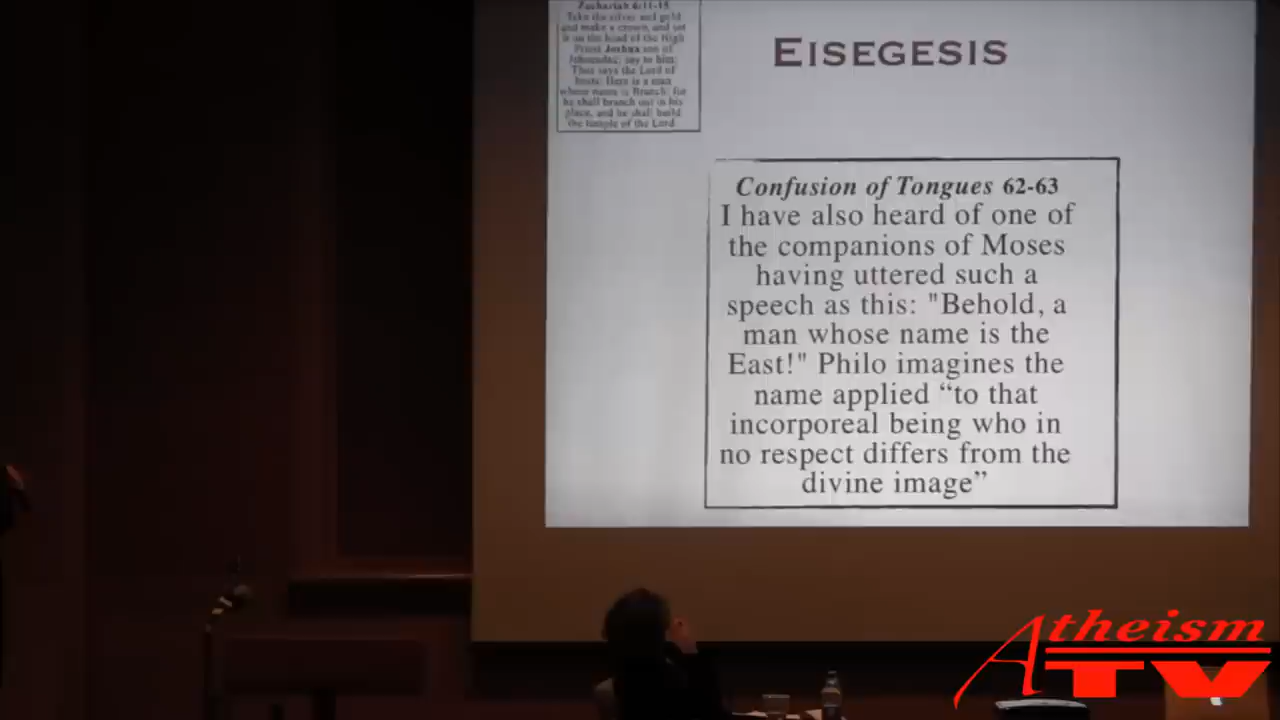 Zechariah 6:11-15
Take the silver and gold
and make a crown, and set
it on the head of the High
Priest Joshua son of
Jehozadac; say to him:
Thus says the Lord of
hosts: Here is a man
whose name is Branch: for
he shall branch out in his
place, and he shall build
the temple of the Lord.
EISEGESIS
Confusion of Tongues 62-63
I have also heard of one of
the companions of Moses
having uttered such a
speech as this: "Behold, a
man whose name is the
East!" Philo imagines the
name applied “to that
incorporeal being who in
no respect differs from the
divine image”
Atheism
TV